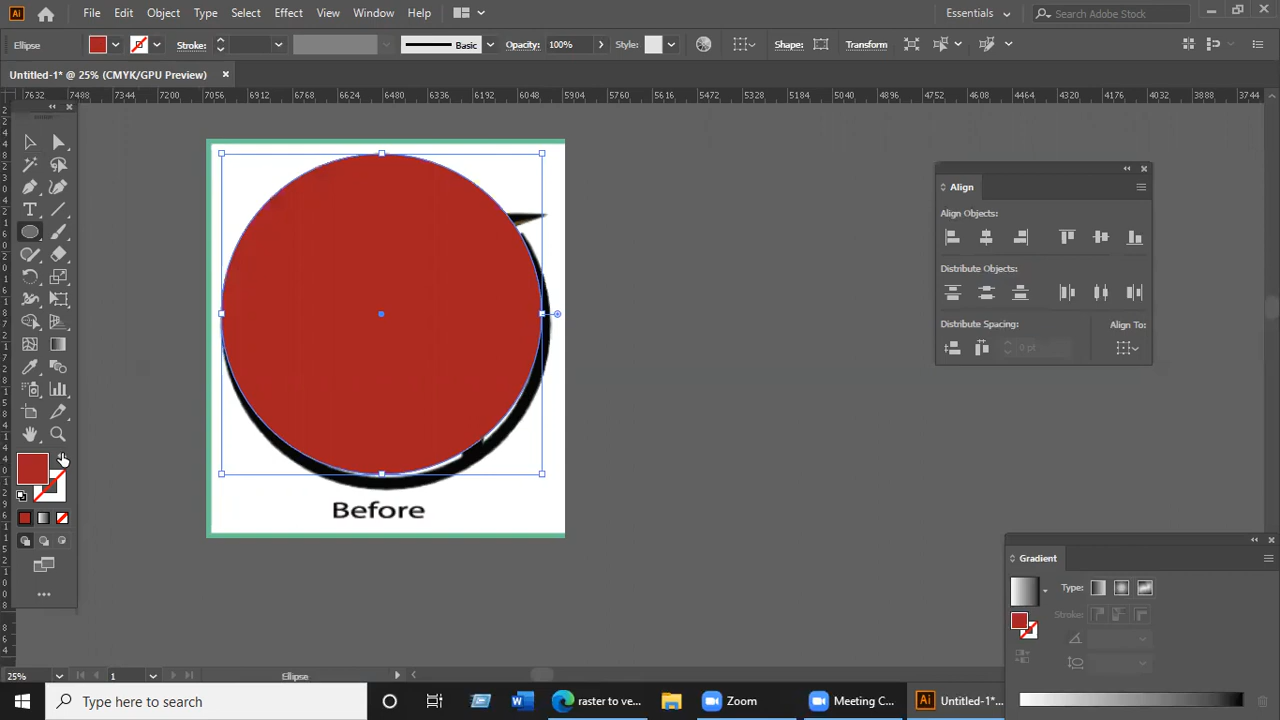 Ai File Edit Object Type Select Effect View Window Help Essentials Search Adobe Stock
Ellipse Stroke: Basic Opacity: 100% Style: Shape: Transform
Untitled-1* @ 25% (CMYK/GPU Preview)
7632 7488 7344 7200 7056 6912 6768 6624 6480 6336 6192 6048 5904 5760 5616 5472 5328 5184 5040 4896 4752 4608 4464 4320 4176 4032 3888 3744
Align
Align Objects:
Distribute Objects:
Distribute Spacing: Align To:
0 pt
Before
Gradient
Type:
Stroke:
25% 1 Ellipse
Type here to search raster to ve... Zoom Meeting C... Ai Untitled-1*...